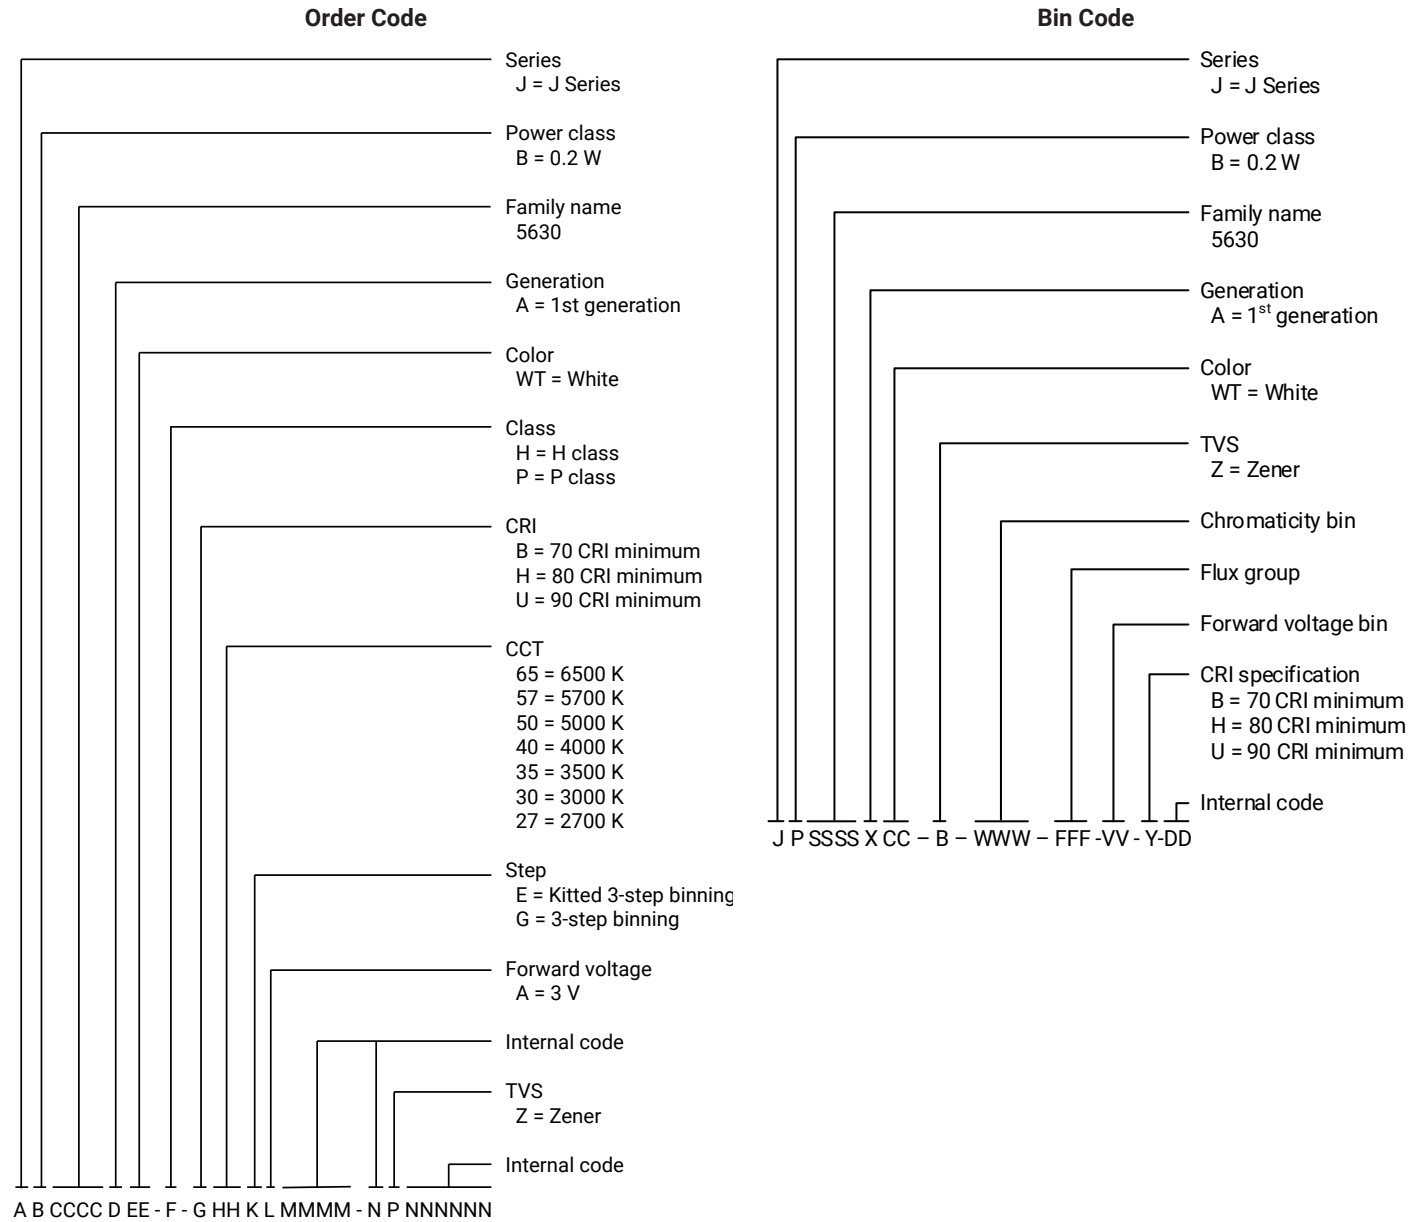 Order Code
Series
J = J Series
Power class
B = 0.2 W
Family name
5630
Generation
A = 1st generation
Color
WT = White
Class
H = H class
P = P class
CRI
B = 70 CRI minimum
H = 80 CRI minimum
U = 90 CRI minimum
CCT
65 = 6500 K
57 = 5700 K
50 = 5000 K
40 = 4000 K
35 = 3500 K
30 = 3000 K
27 = 2700 K
Step
E = Kitted 3-step binning
G = 3-step binning
Forward voltage
A = 3 V
Internal code
TVS
Z = Zener
Internal code
A B CCCC D EE - F - G HH K L MMMM - N P NNNNNN
Bin Code
Series
J = J Series
Power class
B = 0.2 W
Family name
5630
Generation
A = 1st generation
Color
WT = White
TVS
Z = Zener
Chromaticity bin
Flux group
Forward voltage bin
CRI specification
B = 70 CRI minimum
H = 80 CRI minimum
U = 90 CRI minimum
Internal code
J P SSSS X CC – B – WWW – FFF -VV - Y-DD